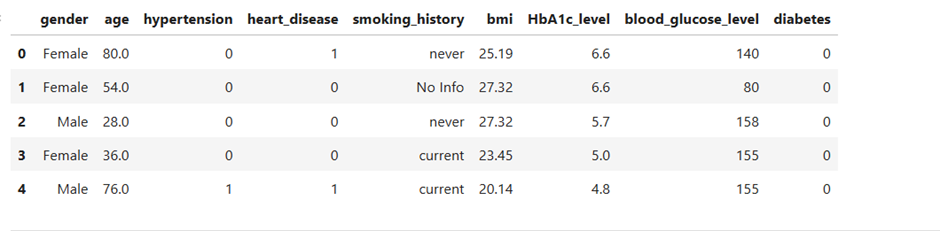 gender age hypertension heart_disease smoking_history bmi HbA1c_level blood_glucose_level diabetes
0 Female 80.0 0 1 never 25.19 6.6 140 0
1 Female 54.0 0 0 No Info 27.32 6.6 80 0
2 Male 28.0 0 0 never 27.32 5.7 158 0
3 Female 36.0 0 0 current 23.45 5.0 155 0
4 Male 76.0 1 1 current 20.14 4.8 155 0